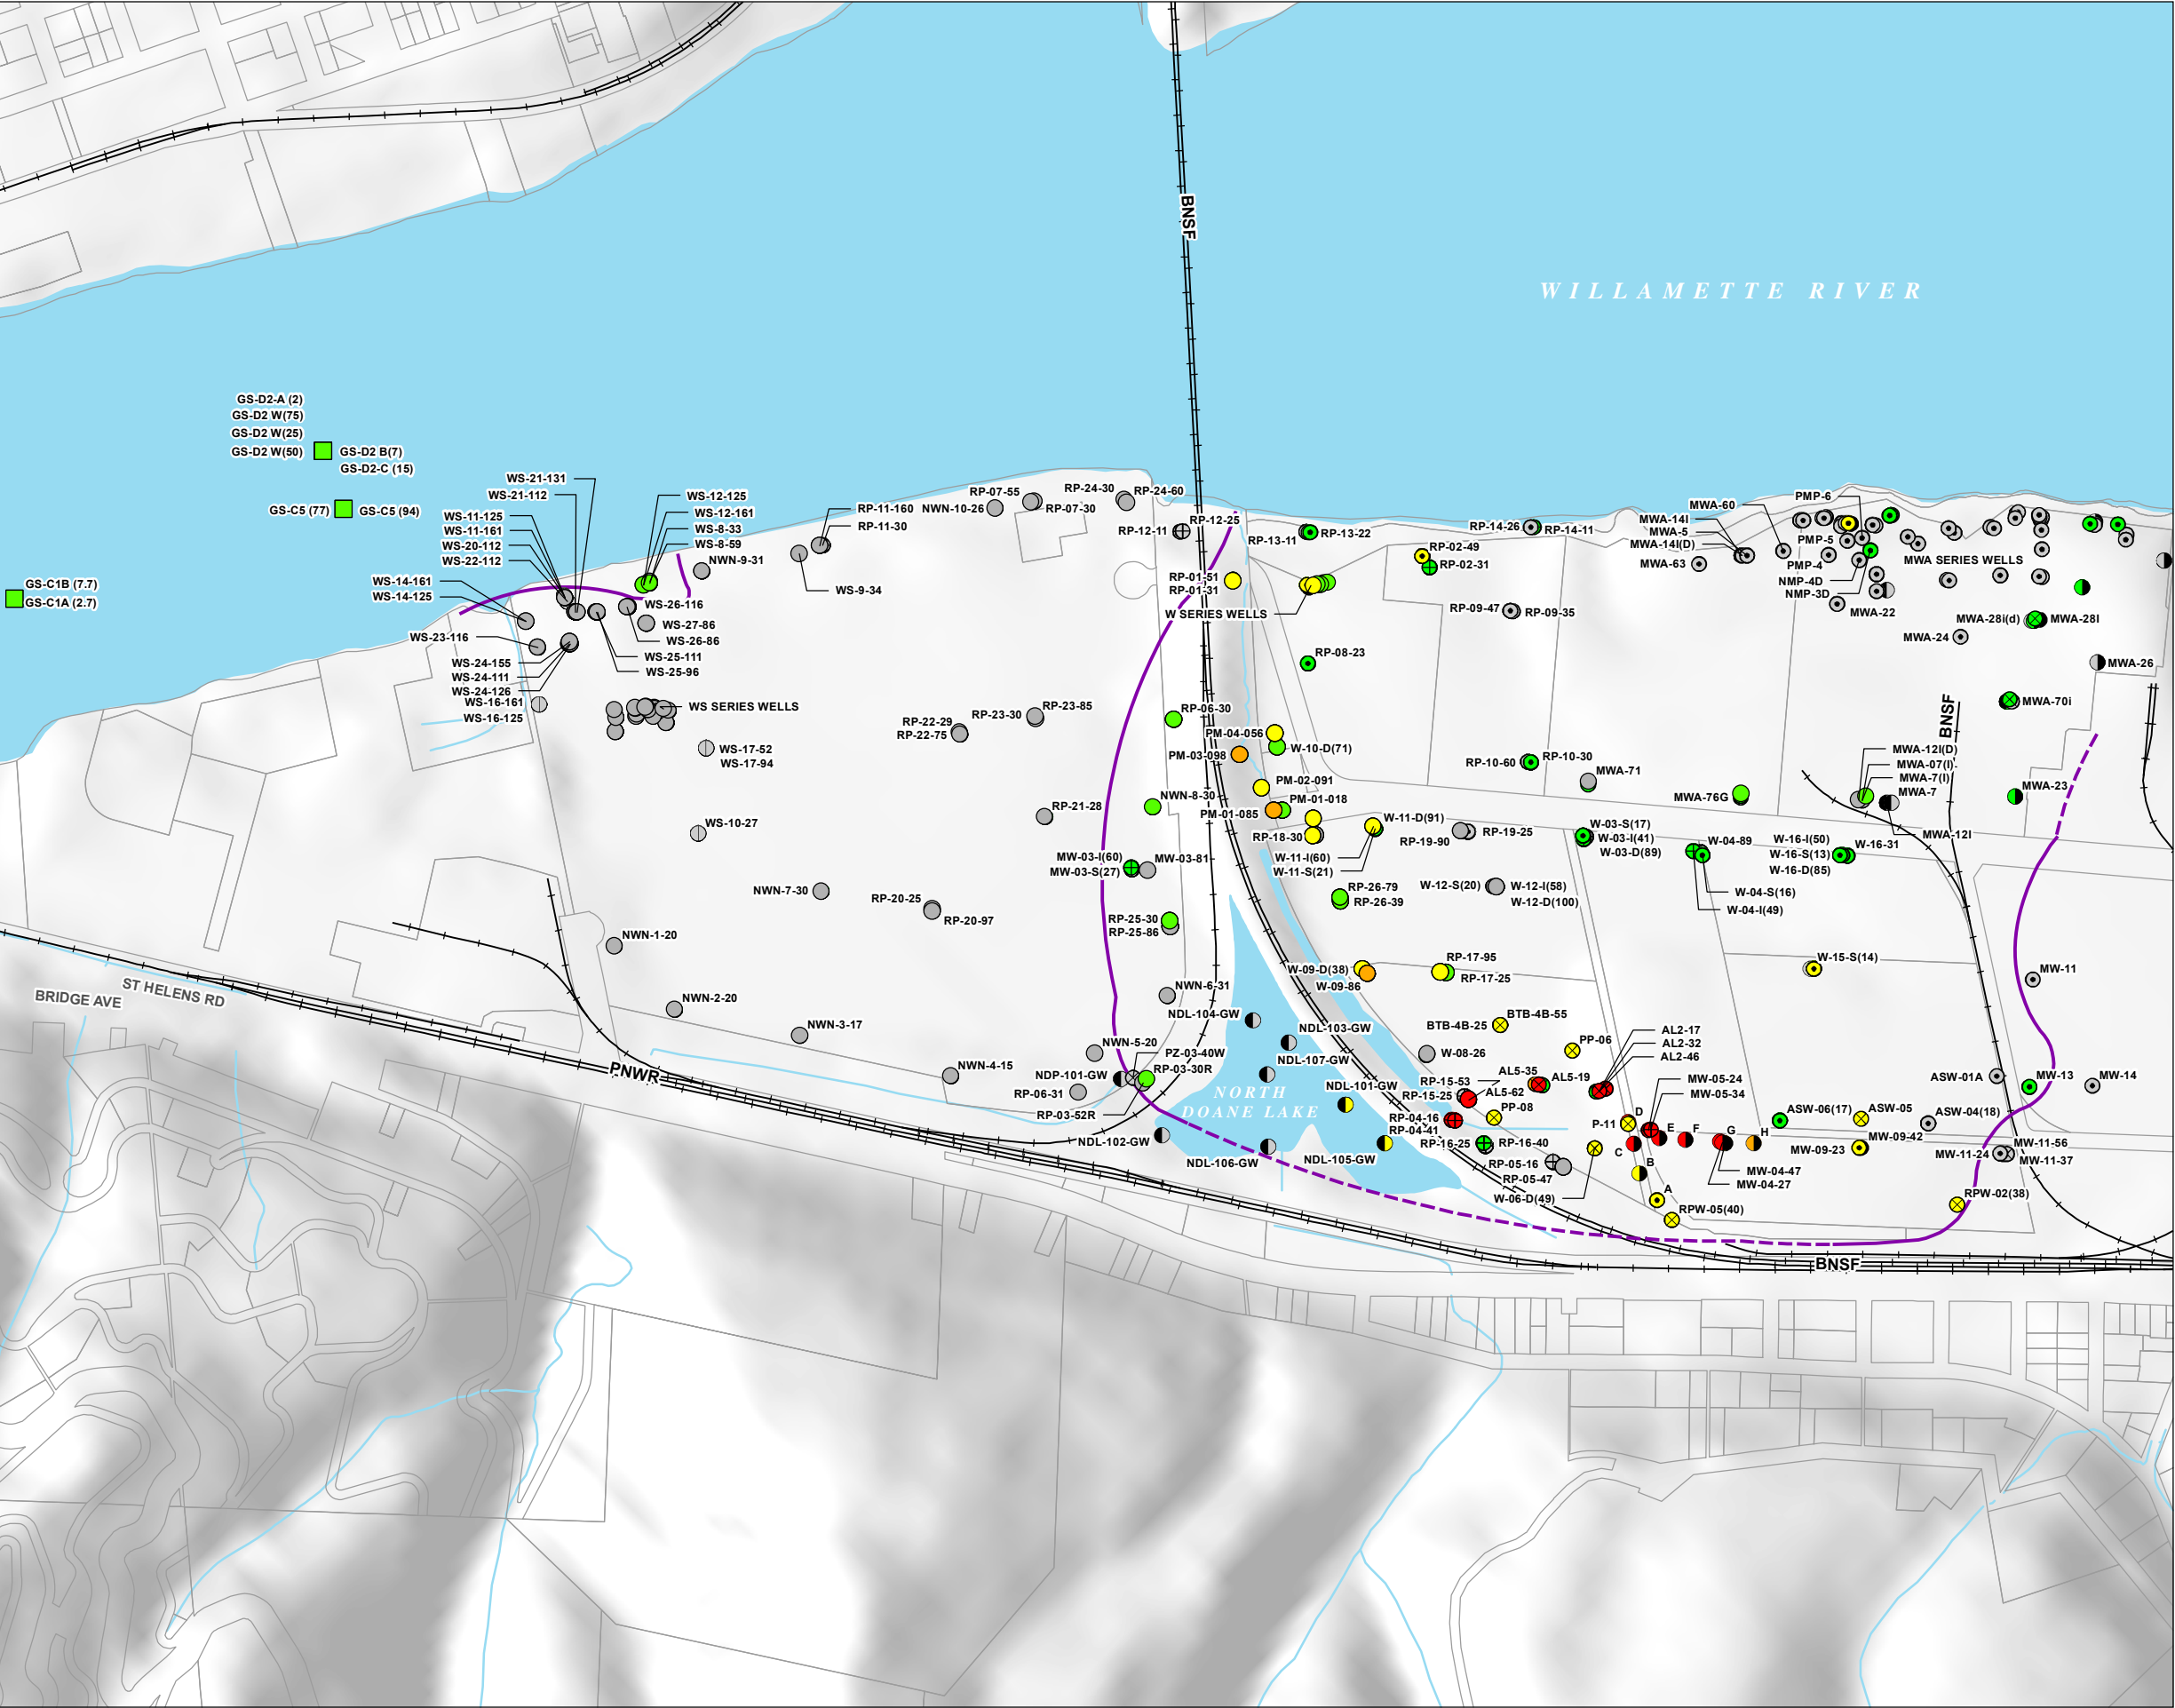 BNSF
WILLAMETTE RIVER
GS-D2-A (2)
GS-D2 W(75)
GS-D2 W(25)
GS-D2 W(50)
GS-D2 B(7)
GS-D2-C (15)
GS-C5 (77)
GS-C5 (94)
GS-C1B (7.7)
GS-C1A (2.7)
WS-21-131
WS-21-112
WS-11-125
WS-11-161
WS-20-112
WS-22-112
WS-14-161
WS-14-125
WS-23-116
WS-24-155
WS-24-111
WS-24-126
WS-16-161
WS-16-125
WS-12-125
WS-12-161
WS-8-33
WS-8-59
NWN-9-31
WS-26-116
WS-27-86
WS-26-86
WS-25-111
WS-25-96
WS SERIES WELLS
WS-17-52
WS-17-94
WS-10-27
RP-11-160
RP-11-30
WS-9-34
NWN-10-26
RP-07-55
RP-07-30
RP-24-30
RP-24-60
RP-12-11
RP-12-25
RP-13-11
RP-13-22
RP-01-51
RP-01-31
W SERIES WELLS
RP-02-49
RP-02-31
RP-14-26
RP-14-11
RP-09-47
RP-09-35
RP-08-23
MWA-60
MWA-14I
MWA-5
MWA-14I(D)
MWA-63
PMP-6
PMP-5
PMP-4
NMP-4D
NMP-3D
MWA SERIES WELLS
MWA-22
MWA-24
MWA-28i(d)
MWA-28I
MWA-26
MWA-70i
BNSF
RP-22-29
RP-22-75
RP-23-30
RP-23-85
RP-06-30
PM-04-056
PM-03-098
W-10-D(71)
PM-02-091
PM-01-018
PM-01-085
NWN-8-30
RP-21-28
RP-10-60
RP-10-30
MWA-71
MWA-76G
MWA-12I(D)
MWA-07(I)
MWA-7(I)
MWA-7
MWA-12I
MWA-23
RP-18-30
W-11-D(91)
W-11-I(60)
W-11-S(21)
RP-19-90
RP-19-25
W-03-S(17)
W-03-I(41)
W-03-D(89)
W-04-89
W-04-S(16)
W-04-I(49)
W-16-I(50)
W-16-S(13)
W-16-D(85)
W-16-31
MW-03-I(60)
MW-03-S(27)
MW-03-81
NWN-7-30
RP-20-25
RP-20-97
RP-25-30
RP-25-86
RP-26-79
RP-26-39
W-12-S(20)
W-12-I(58)
W-12-D(100)
NWN-1-20
NWN-2-20
NWN-3-17
NWN-4-15
NWN-5-20
NWN-6-31
W-09-D(38)
W-09-86
RP-17-95
RP-17-25
W-15-S(14)
MW-11
NDL-104-GW
NDL-103-GW
NDL-107-GW
NDL-101-GW
PZ-03-40W
NDP-101-GW
RP-03-30R
RP-06-31
RP-03-52R
NDL-102-GW
NDL-106-GW
NDL-105-GW
NORTH
DOANE LAKE
BTB-4B-25
BTB-4B-55
W-08-26
PP-06
RP-15-53
RP-15-25
AL5-35
AL5-19
AL5-62
PP-08
RP-04-16
RP-04-41
RP-16-25
RP-16-40
RP-05-16
RP-05-47
W-06-D(49)
AL2-17
AL2-32
AL2-46
MW-05-24
MW-05-34
P-11
D
E
F
G
H
C
B
A
MW-04-47
MW-04-27
RPW-05(40)
ASW-06(17)
ASW-05
ASW-04(18)
ASW-01A
MW-13
MW-14
MW-09-23
MW-09-42
MW-11-24
MW-11-56
MW-11-37
RPW-02(38)
BRIDGE AVE
ST HELENS RD
PNWR
BNSF